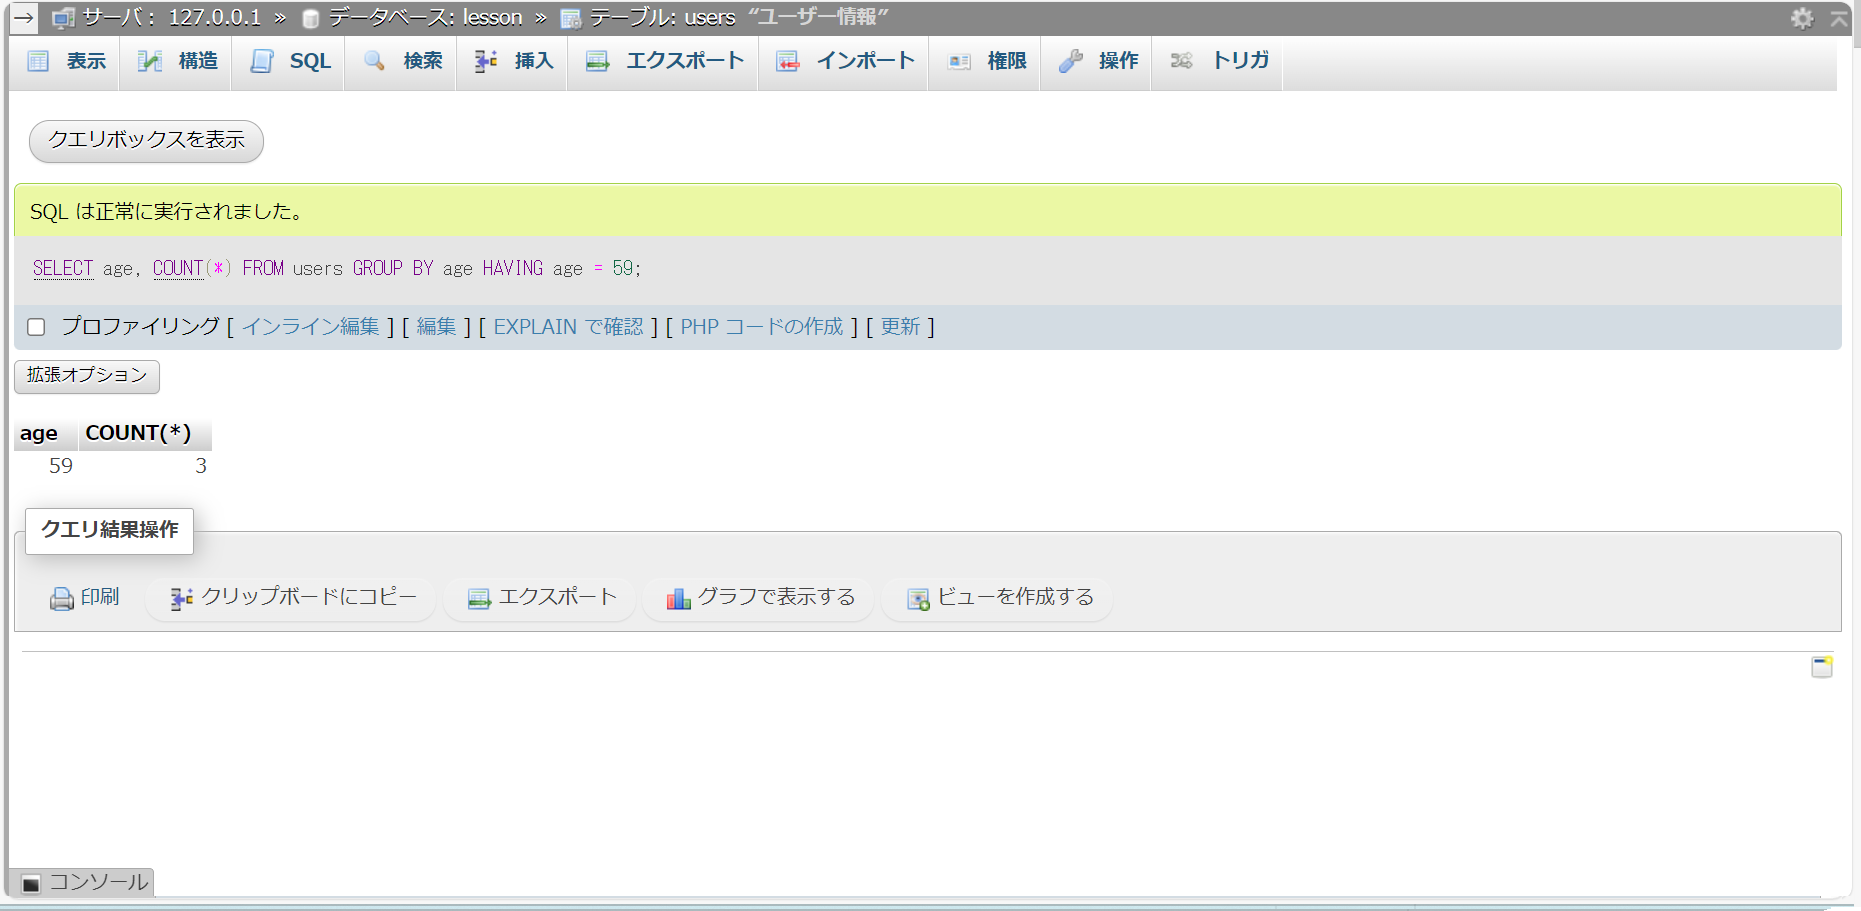 → サーバ: 127.0.0.1 » データベース: lesson » テーブル: users “ユーザー情報”
表示 構造 SQL 検索 挿入 エクスポート インポート 権限 操作 トリガ
クエリボックスを表示
SQL は正常に実行されました。
SELECT age, COUNT(*) FROM users GROUP BY age HAVING age = 59;
プロファイリング [ インライン編集 ] [ 編集 ] [ EXPLAIN で確認 ] [ PHP コードの作成 ] [ 更新 ]
拡張オプション
age COUNT(*)
59 3
クエリ結果操作
印刷 クリップボードにコピー エクスポート グラフで表示する ビューを作成する
コンソール